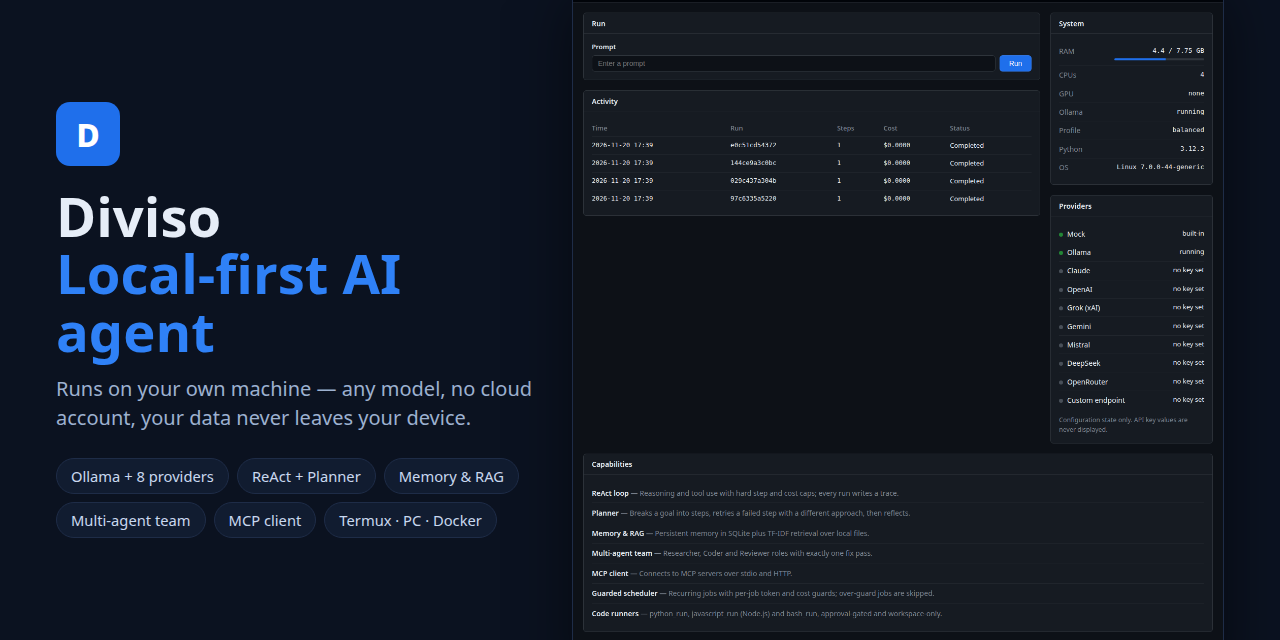 D
Diviso
Local-first AI
agent
Runs on your own machine — any model, no cloud
account, your data never leaves your device.
Ollama + 8 providers
ReAct + Planner
Memory & RAG
Multi-agent team
MCP client
Termux · PC · Docker
Run
Prompt
Enter a prompt
Run
Activity
Time Run Steps Cost Status
2026-11-20 17:39 e0c51cd54372 1 $0.0000 Completed
2026-11-20 17:39 144ce9a3c0bc 1 $0.0000 Completed
2026-11-20 17:39 029c437a304b 1 $0.0000 Completed
2026-11-20 17:39 97c6335a5220 1 $0.0000 Completed
System
RAM 4.4 / 7.75 GB
CPUs 4
GPU none
Ollama running
Profile balanced
Python 3.12.3
OS Linux 7.0.0-44-generic
Providers
Mock built-in
Ollama running
Claude no key set
OpenAI no key set
Grok (xAI) no key set
Gemini no key set
Mistral no key set
DeepSeek no key set
OpenRouter no key set
Custom endpoint no key set
Configuration state only. API key values are
never displayed.
Capabilities
ReAct loop — Reasoning and tool use with hard step and cost caps; every run writes a trace.
Planner — Breaks a goal into steps, retries a failed step with a different approach, then reflects.
Memory & RAG — Persistent memory in SQLite plus TF-IDF retrieval over local files.
Multi-agent team — Researcher, Coder and Reviewer roles with exactly one fix pass.
MCP client — Connects to MCP servers over stdio and HTTP.
Guarded scheduler — Recurring jobs with per-job token and cost guards; over-guard jobs are skipped.
Code runners — python_run, javascript_run (Node.js) and bash_run, approval-gated and workspace-only.